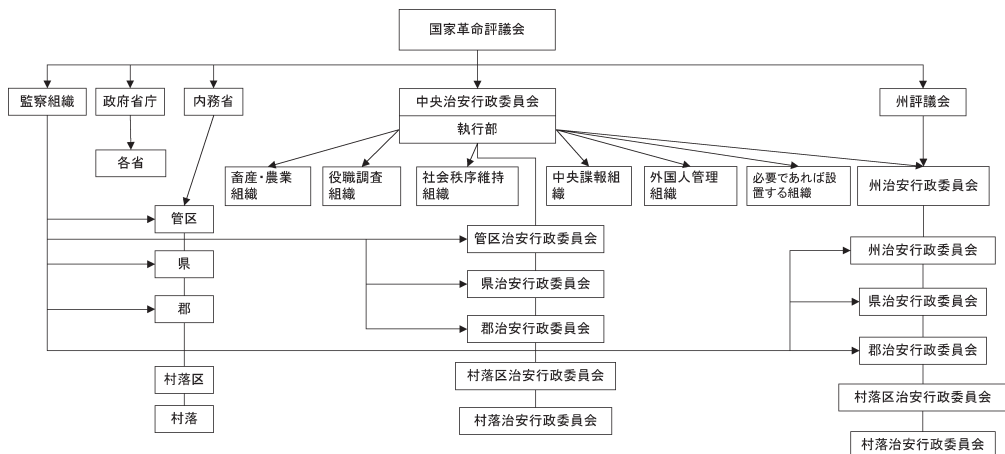 国家革命評議会
監察組織
政府省庁
内務省
中央治安行政委員会
執行部
州評議会
各省
畜産・農業
組織
役職調査
組織
社会秩序維持
組織
中央諜報組
織
外国人管理
組織
必要であれば設
置する組織
州治安行政委員会
管区
管区治安行政委員会
州治安行政委員会
県
県治安行政委員会
県治安行政委員会
郡
郡治安行政委員会
郡治安行政委員会
村落区
村落区治安行政委員会
村落区治安行政委員会
村落
村落治安行政委員会
村落治安行政委員会